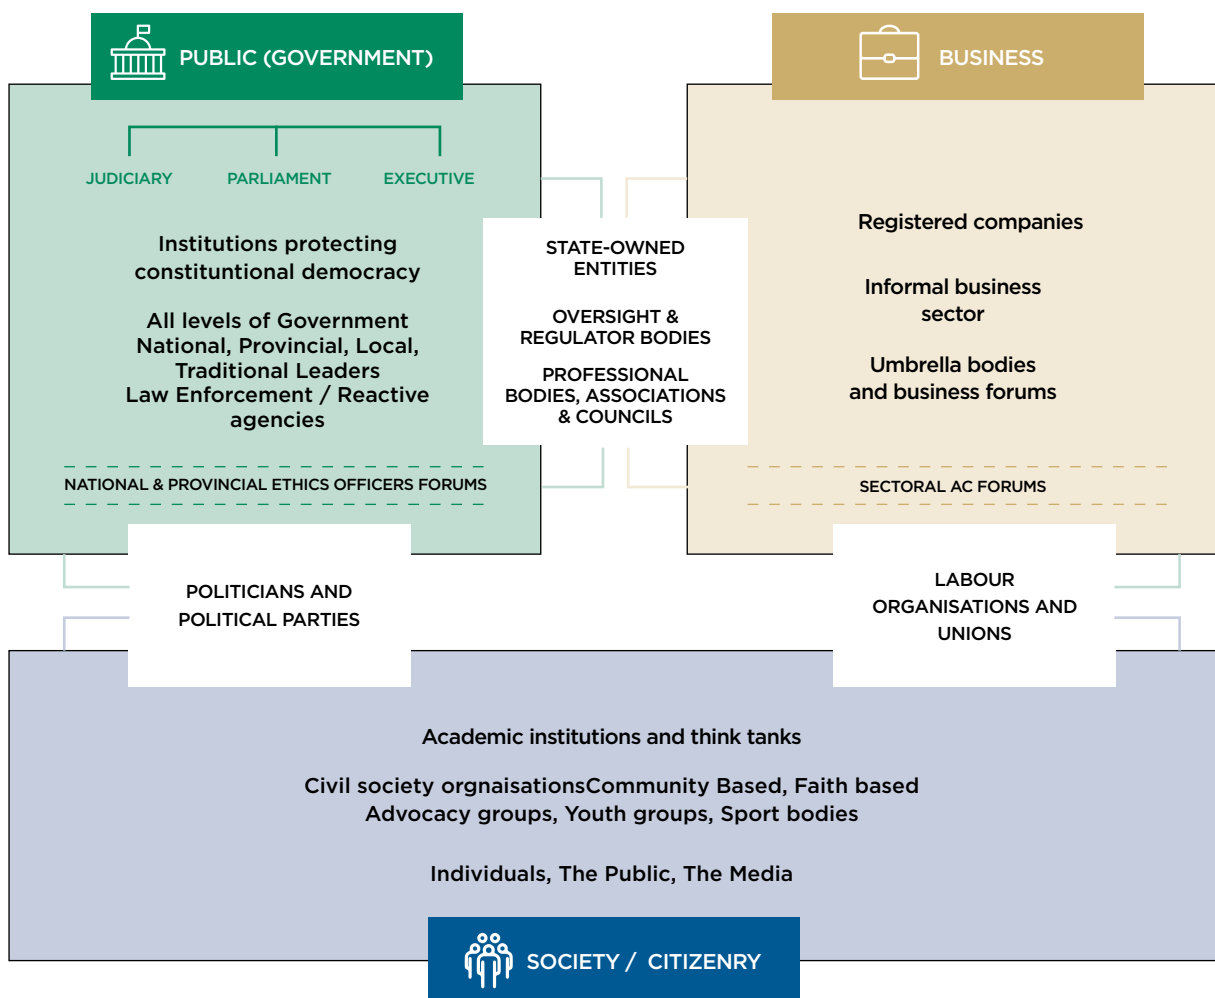 PUBLIC (GOVERNMENT)
JUDICIARY
PARLIAMENT
EXECUTIVE
Institutions protecting
constituntional democracy
All levels of Government
National, Provincial, Local,
Traditional Leaders
Law Enforcement / Reactive
agencies
NATIONAL & PROVINCIAL ETHICS OFFICERS FORUMS
STATE-OWNED
ENTITIES
OVERSIGHT &
REGULATOR BODIES
PROFESSIONAL
BODIES, ASSOCIATIONS
& COUNCILS
BUSINESS
Registered companies
Informal business
sector
Umbrella bodies
and business forums
SECTORAL AC FORUMS
POLITICIANS AND
POLITICAL PARTIES
LABOUR
ORGANISATIONS AND
UNIONS
Academic institutions and think tanks
Civil society orgnaisationsCommunity Based, Faith based
Advocacy groups, Youth groups, Sport bodies
Individuals, The Public, The Media
SOCIETY / CITIZENRY